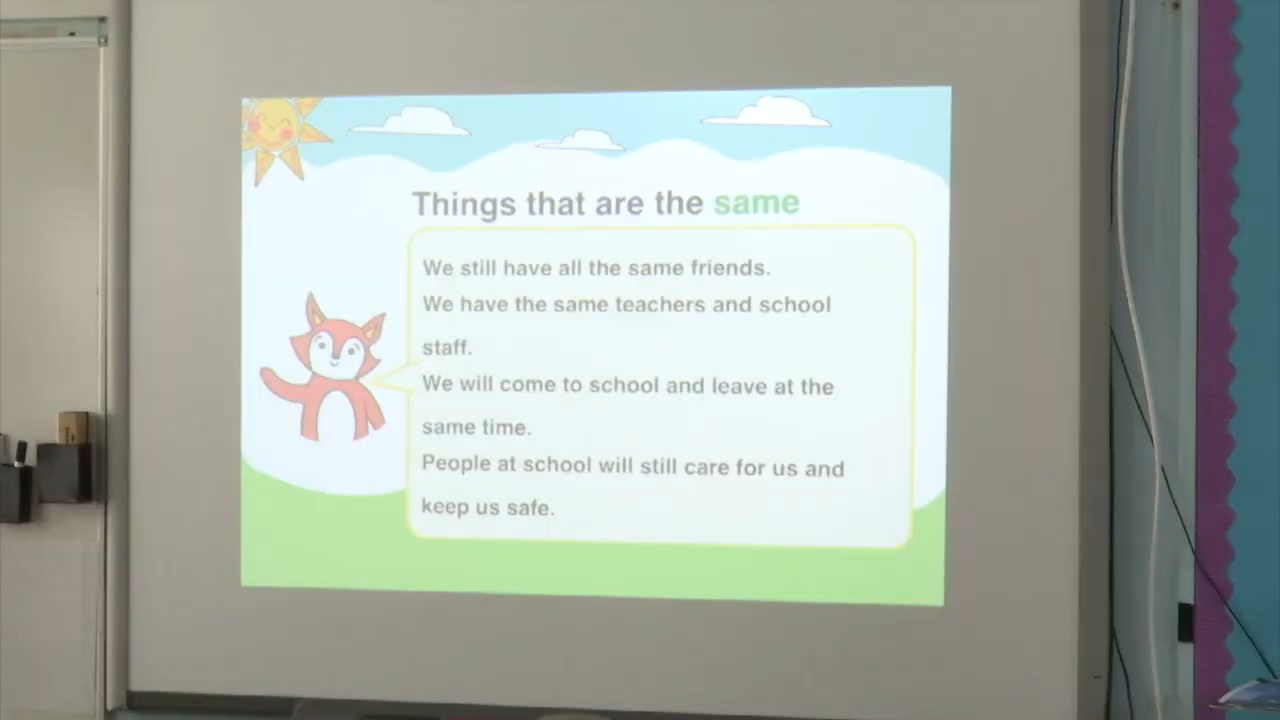 Things that are the same
We still have all the same friends.
We have the same teachers and school
staff.
We will come to school and leave at the
same time.
People at school will still care for us and
keep us safe.